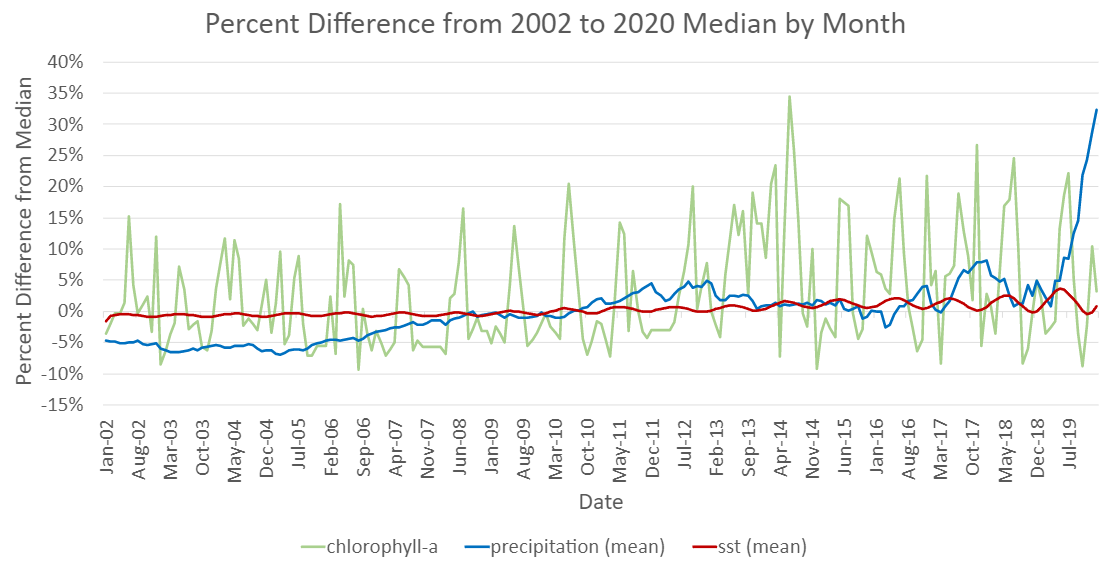 Percent Difference from 2002 to 2020 Median by Month
Percent Difference from Median
40%
35%
30%
25%
20%
15%
10%
5%
0%
-5%
-10%
-15%
Jan-02
Aug-02
Mar-03
Oct-03
May-04
Dec-04
Jul-05
Feb-06
Sep-06
Apr-07
Nov-07
Jun-08
Jan-09
Aug-09
Mar-10
Oct-10
May-11
Dec-11
Jul-12
Feb-13
Sep-13
Apr-14
Nov-14
Jun-15
Jan-16
Aug-16
Mar-17
Oct-17
May-18
Dec-18
Jul-19
Date
chlorophyll-a
precipitation (mean)
sst (mean)